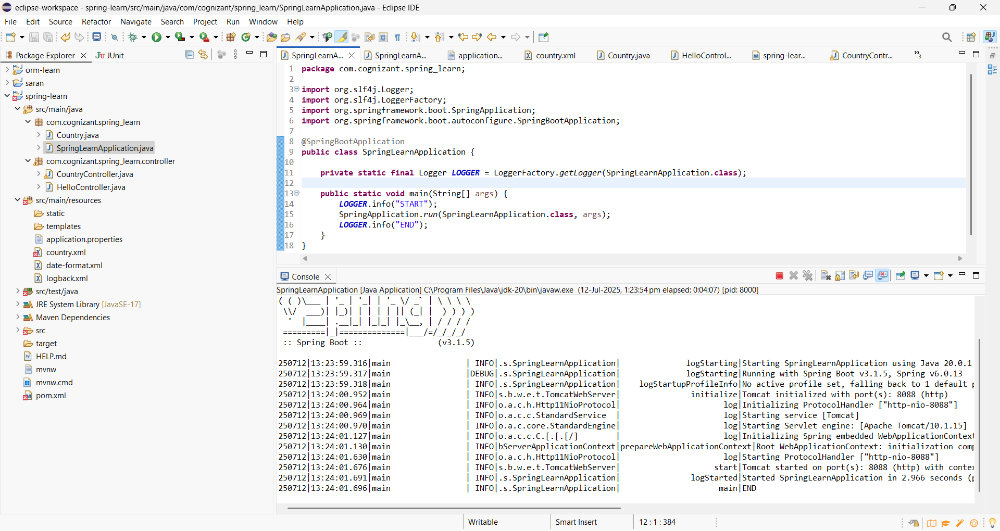 eclipse-workspace - spring-learn/src/main/java/com/cognizant/spring_learn/SpringLearnApplication.java - Eclipse IDE
File Edit Source Refactor Navigate Search Project Run Window Help
Package Explorer JUnit
orm-learn
saran
spring-learn
src/main/java
com.cognizant.spring_learn
Country.java
SpringLearnApplication.java
com.cognizant.spring_learn.controller
CountryController.java
HelloController.java
src/main/resources
static
templates
application.properties
country.xml
date-format.xml
logback.xml
src/test/java
JRE System Library [JavaSE-17]
Maven Dependencies
src
target
HELP.md
mvnw
mvnw.cmd
pom.xml
SpringLearnA... SpringLearnA... application... country.xml Country.java HelloControl... spring-lear... CountryContr... »3
1 package com.cognizant.spring_learn;
2
3 import org.slf4j.Logger;
4 import org.slf4j.LoggerFactory;
5 import org.springframework.boot.SpringApplication;
6 import org.springframework.boot.autoconfigure.SpringBootApplication;
7
8 @SpringBootApplication
9 public class SpringLearnApplication {
10
11 private static final Logger LOGGER = LoggerFactory.getLogger(SpringLearnApplication.class);
12
13 public static void main(String[] args) {
14 LOGGER.info("START");
15 SpringApplication.run(SpringLearnApplication.class, args);
16 LOGGER.info("END");
17 }
18 }
Console
SpringLearnApplication [Java Application] C:\Program Files\Java\jdk-20\bin\javaw.exe (12-Jul-2025, 1:23:54 pm elapsed: 0:04:07) [pid: 8000]
( ( )\___ | '_ | '_| | '_ \/ _` | \ \ \ \
\\/ ___)| |_)| | | | | || (_| | ) ) ) )
' |____| .__|_| |_|_| |_\__, | / / / /
=========|_|==============|___/=/_/_/_/
:: Spring Boot :: (v3.1.5)
250712|13:23:59.316|main | INFO|.s.SpringLearnApplication| logStarting|Starting SpringLearnApplication using Java 20.0.1
250712|13:23:59.317|main |DEBUG|.s.SpringLearnApplication| logStarting|Running with Spring Boot v3.1.5, Spring v6.0.13
250712|13:23:59.318|main | INFO|.s.SpringLearnApplication| logStartupProfileInfo|No active profile set, falling back to 1 default
250712|13:24:00.952|main | INFO|s.b.w.e.t.TomcatWebServer| initialize|Tomcat initialized with port(s): 8088 (http)
250712|13:24:00.964|main | INFO|o.a.c.h.Http11NioProtocol| log|Initializing ProtocolHandler ["http-nio-8088"]
250712|13:24:00.969|main | INFO|o.a.c.c.StandardService | log|Starting service [Tomcat]
250712|13:24:00.970|main | INFO|o.a.c.core.StandardEngine| log|Starting Servlet engine: [Apache Tomcat/10.1.15]
250712|13:24:01.127|main | INFO|o.a.c.c.C.[.[.[/] | log|Initializing Spring embedded WebApplicationContext
250712|13:24:01.130|main | INFO|bServerApplicationContext|prepareWebApplicationContext|Root WebApplicationContext: initialization com
250712|13:24:01.630|main | INFO|o.a.c.h.Http11NioProtocol| log|Starting ProtocolHandler ["http-nio-8088"]
250712|13:24:01.676|main | INFO|s.b.w.e.t.TomcatWebServer| start|Tomcat started on port(s): 8088 (http) with conte
250712|13:24:01.691|main | INFO|.s.SpringLearnApplication| logStarted|Started SpringLearnApplication in 2.966 seconds (
250712|13:24:01.696|main | INFO|.s.SpringLearnApplication| main|END
Writable Smart Insert 12 : 1 : 384